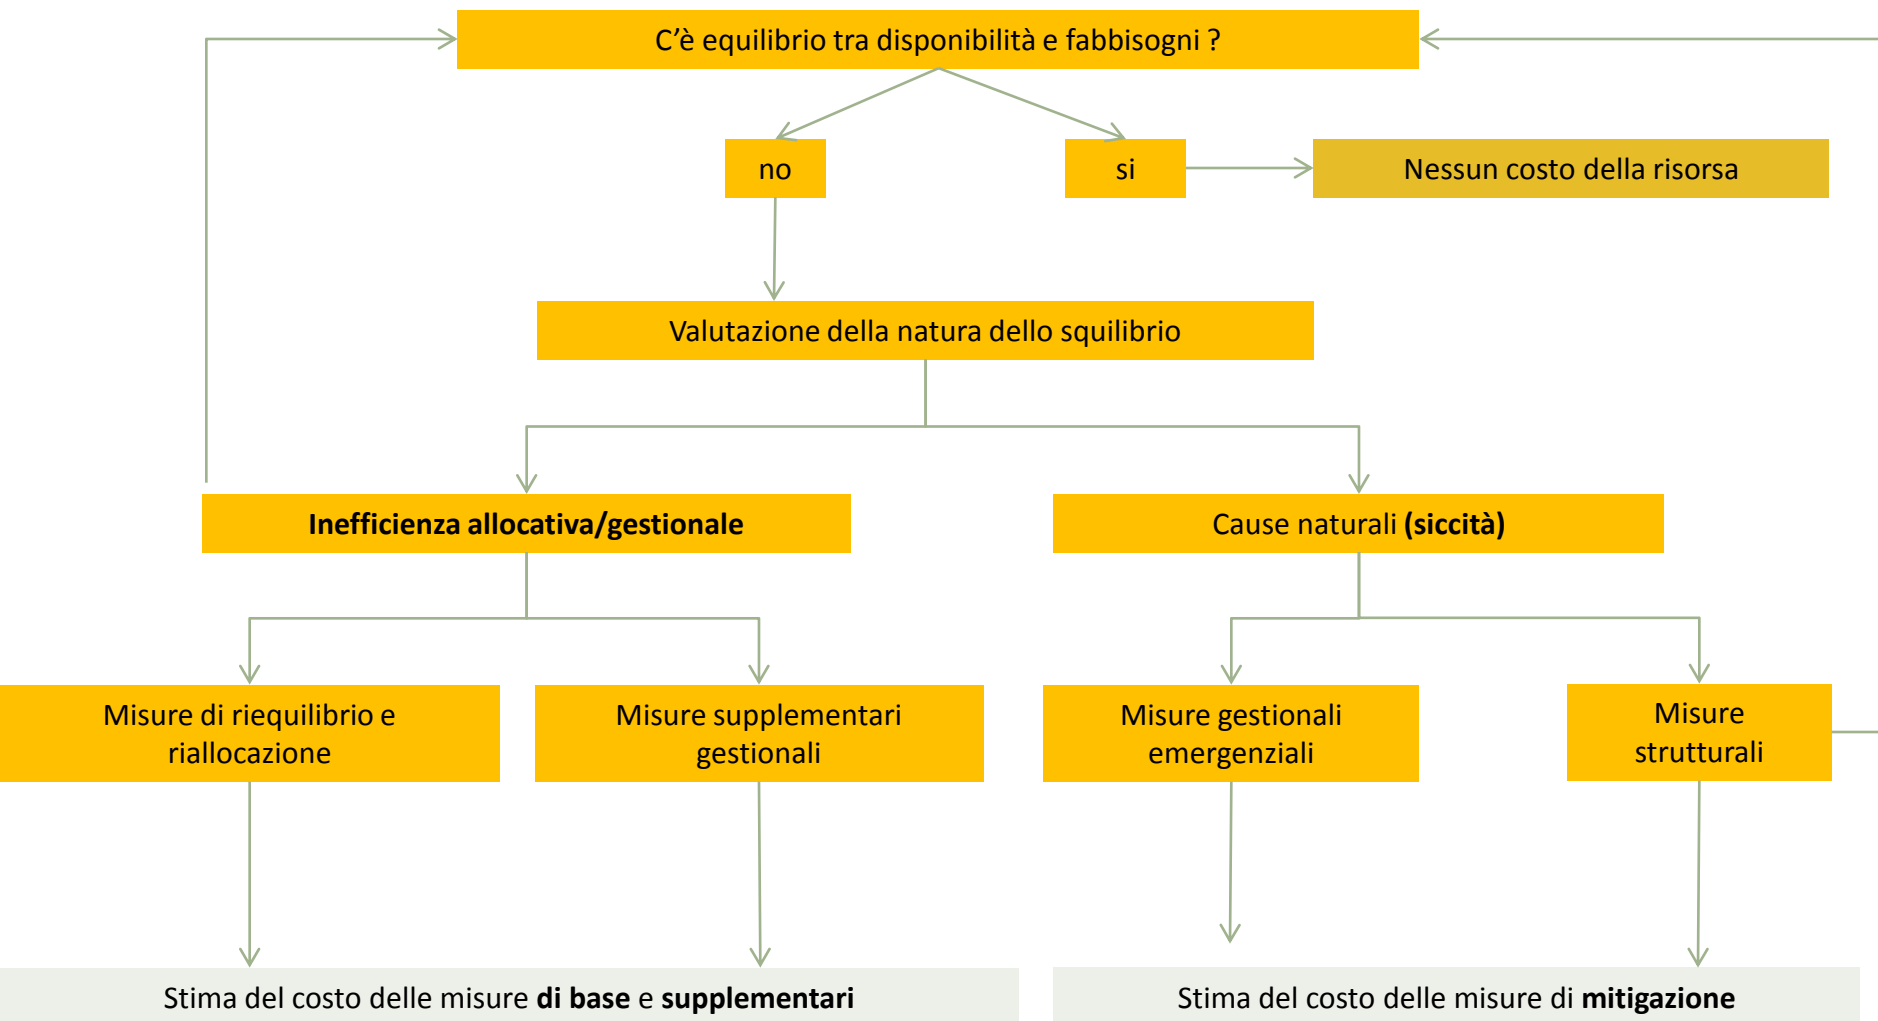 C’è equilibrio tra disponibilità e fabbisogni ?
no
si
Nessun costo della risorsa
Valutazione della natura dello squilibrio
Inefficienza allocativa/gestionale
Cause naturali (siccità)
Misure di riequilibrio e
riallocazione
Misure supplementari
gestionali
Misure gestionali
emergenziali
Misure
strutturali
Stima del costo delle misure di base e supplementari
Stima del costo delle misure di mitigazione